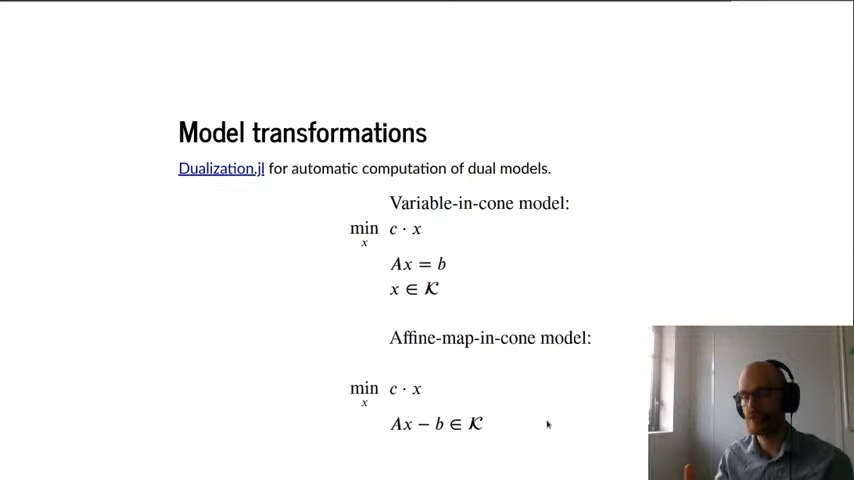 Model transformations
Dualization.jl for automatic computation of dual models.
Variable-in-cone model:
min c · x
x
Ax = b
x ∈ 𝒦
Affine-map-in-cone model:
min c · x
x
Ax − b ∈ 𝒦